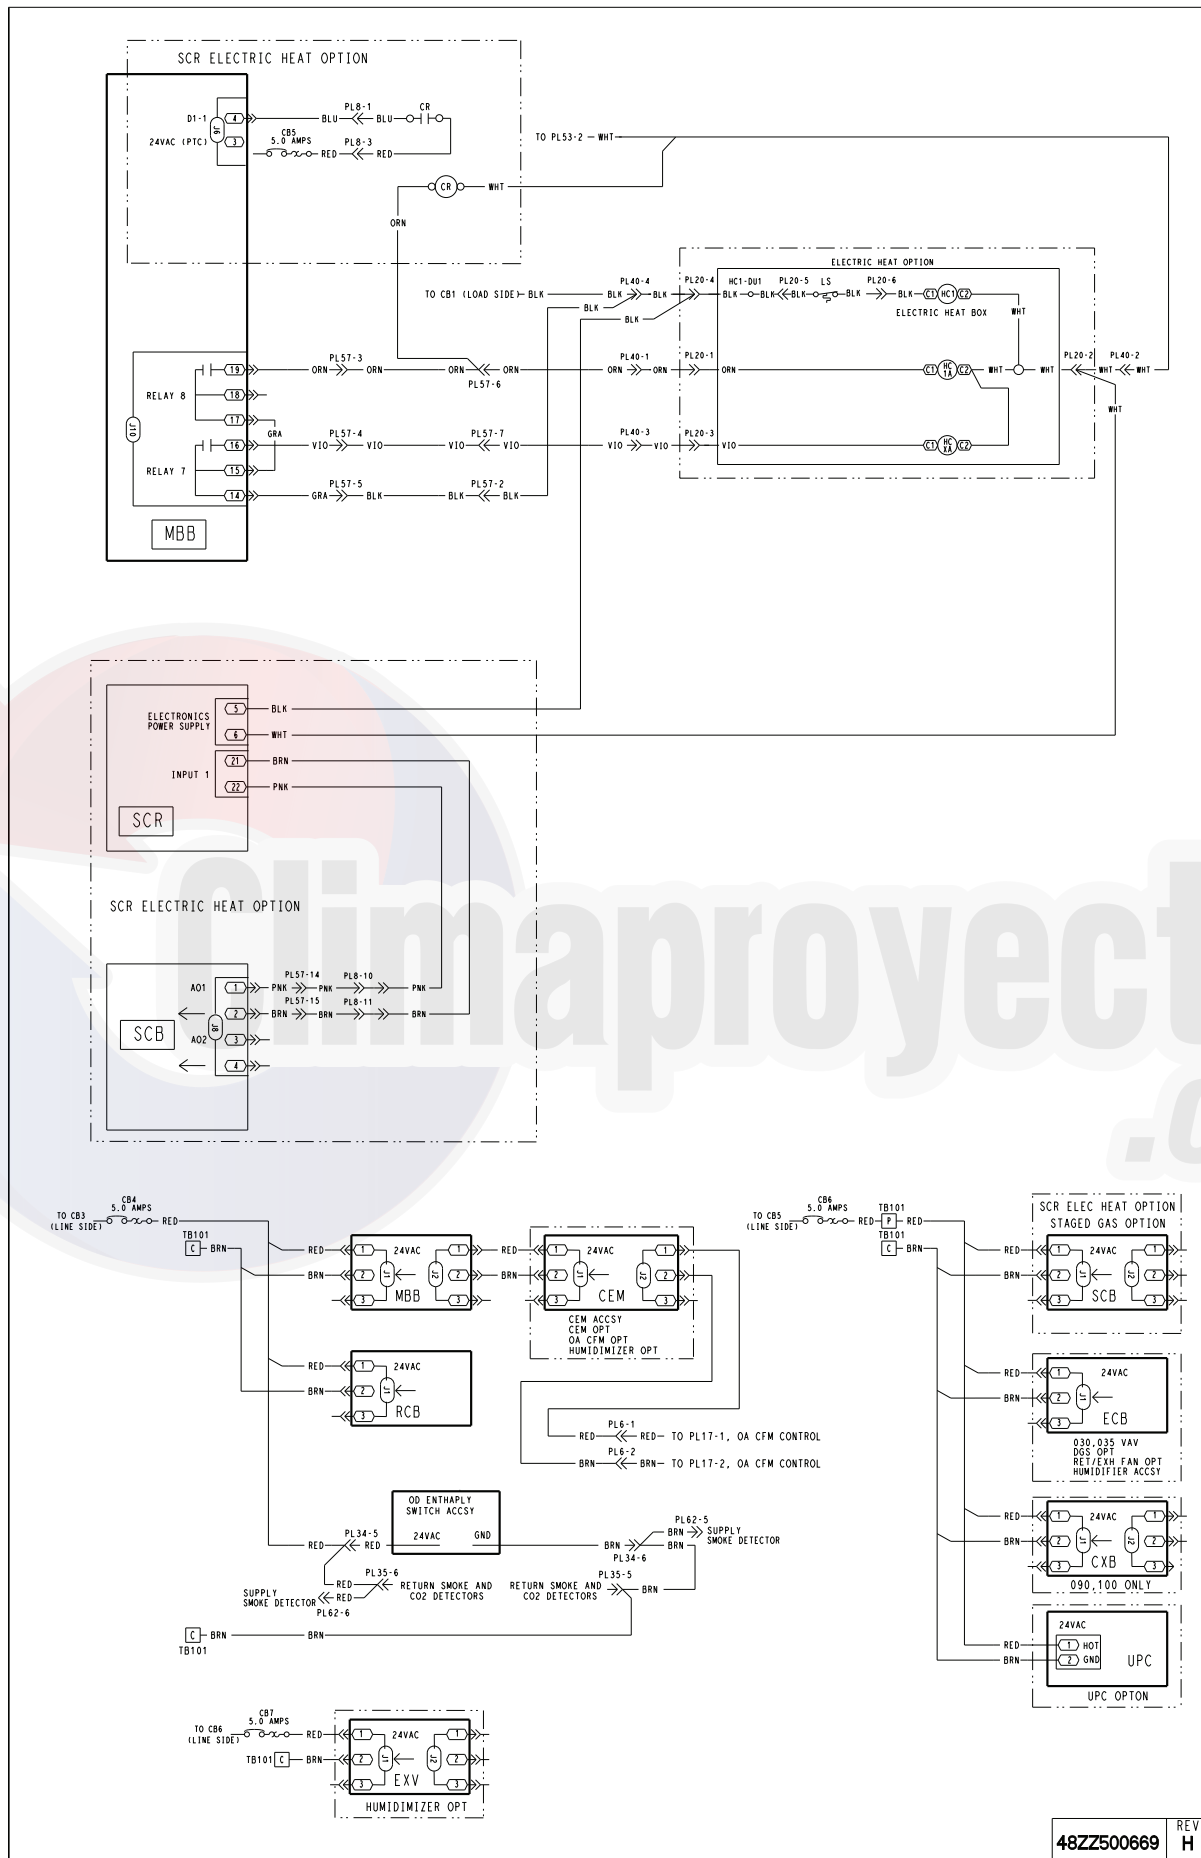 SCR ELECTRIC HEAT OPTION
D1-1
4
BLU
PL8-1
BLU
CR
J6
24VAC (PTC)
3
CB5
5.0 AMPS
RED
PL8-3
RED
TO PL53-2
WHT
CR
WHT
ORN
ELECTRIC HEAT OPTION
TO CB1 (LOAD SIDE)
BLK
PL40-4
BLK
PL20-4
BLK
HC1-DU1
BLK
PL20-5
BLK
LS
BLK
PL20-6
BLK
C1
HC1
C2
BLK
BLK
ELECTRIC HEAT BOX
WHT
19
ORN
PL57-3
ORN
ORN
PL57-6
ORN
ORN
PL40-1
ORN
PL20-1
ORN
C1
HC
1A
C2
WHT
WHT
PL20-2
WHT
PL40-2
WHT
WHT
RELAY 8
18
17
J10
GRA
16
VIO
PL57-4
VIO
VIO
PL57-7
VIO
VIO
PL40-3
VIO
PL20-3
VIO
C1
HC
XA
C2
RELAY 7
15
14
GRA
PL57-5
BLK
BLK
PL57-2
BLK
MBB
ELECTRONICS
POWER SUPPLY
5
BLK
6
WHT
INPUT 1
21
BRN
22
PNK
SCR
SCR ELECTRIC HEAT OPTION
AO1
1
PNK
PL57-14
PNK
PL8-10
PNK
2
BRN
PL57-15
BRN
PL8-11
BRN
SCB
J8
AO2
3
4
Climaproyect
TO CB3
(LINE SIDE)
CB4
5.0 AMPS
RED
TB101
C
BRN
RED
1
24VAC
1
RED
1
24VAC
1
BRN
2
J1
J2
2
BRN
2
J1
J2
2
3
MBB
3
3
CEM
3
CEM ACCSY
CEM OPT
OA CFM OPT
HUMIDIMIZER OPT
RED
1
24VAC
BRN
2
J1
3
RCB
RED
PL6-1
RED
TO PL17-1, OA CFM CONTROL
BRN
PL6-2
BRN
TO PL17-2, OA CFM CONTROL
OD ENTHAPLY
SWITCH ACCSY
24VAC
GND
RED
PL34-5
RED
BRN
PL34-6
BRN
BRN
PL62-5
SUPPLY
SMOKE DETECTOR
RED
PL35-6
RETURN SMOKE AND
CO2 DETECTORS
RETURN SMOKE AND
CO2 DETECTORS
PL35-5
BRN
SUPPLY
SMOKE DETECTOR
RED
PL62-6
C
TB101
BRN
BRN
TO CB6
(LINE SIDE)
CB7
5.0 AMPS
RED
1
24VAC
1
TB101
C
BRN
2
J1
J2
2
3
EXV
3
HUMIDIMIZER OPT
TO CB5
(LINE SIDE)
CB6
5.0 AMPS
RED
TB101
P
RED
TB101
C
BRN
SCR ELEC HEAT OPTION
STAGED GAS OPTION
RED
1
24VAC
1
BRN
2
J1
J2
2
3
SCB
3
RED
1
24VAC
BRN
2
J1
3
ECB
030,035 VAV
DGS OPT
RET/EXH FAN OPT
HUMIDIFIER ACCSY
RED
1
24VAC
1
BRN
2
J1
J2
2
3
CXB
3
090,100 ONLY
24VAC
RED
1
HOT
BRN
2
GND
UPC
UPC OPTON
48ZZ500669
REV
H